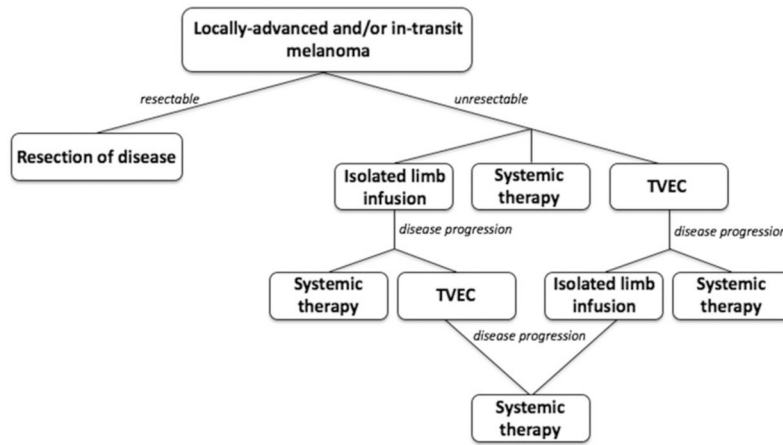 Locally-advanced and/or in-transit
melanoma
resectable
unresectable
Resection of disease
Isolated limb
infusion
Systemic
therapy
TVEC
disease progression
disease progression
Systemic
therapy
TVEC
Isolated limb
infusion
Systemic
therapy
disease progression
Systemic
therapy